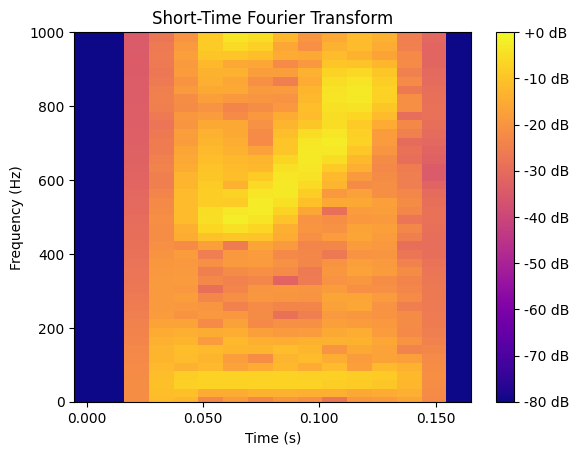 Short-Time Fourier Transform
1000
800
600
400
200
0
Frequency (Hz)
0.000
0.050
0.100
0.150
Time (s)
+0 dB
-10 dB
-20 dB
-30 dB
-40 dB
-50 dB
-60 dB
-70 dB
-80 dB